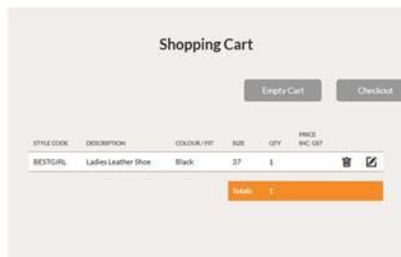 Shopping Cart
Empty Cart Checkout
STYLE CODE DESCRIPTION COLOUR / FIT SIZE QTY PRICE INC. GST
BESTGIRL Ladies Leather Shoe Black 37 1
Totals 1